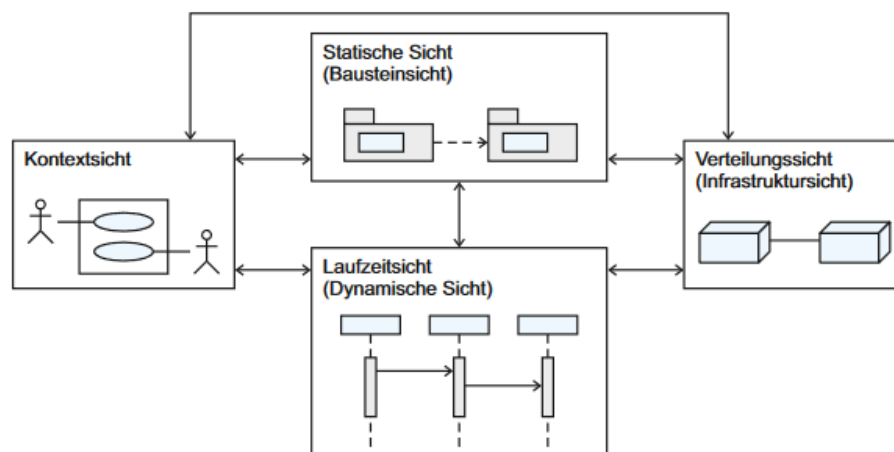 Statische Sicht
(Bausteinsicht)
Kontextsicht
Verteilungssicht
(Infrastruktursicht)
Laufzeitsicht
(Dynamische Sicht)